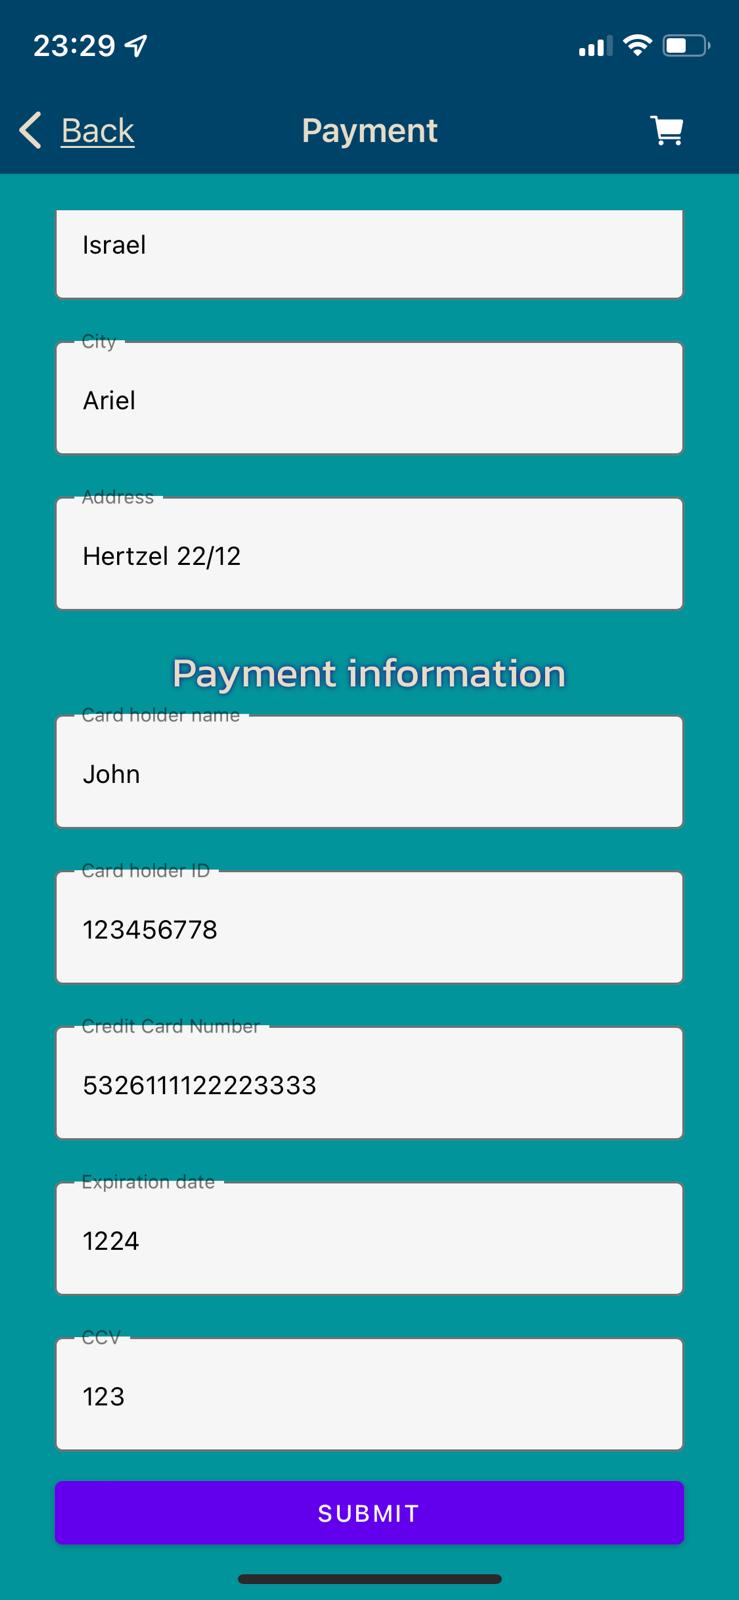 23:29
Back Payment
Israel
City
Ariel
Address
Hertzel 22/12
Payment information
Card holder name
John
Card holder ID
123456778
Credit Card Number
5326111122223333
Expiration date
1224
CCV
123
SUBMIT